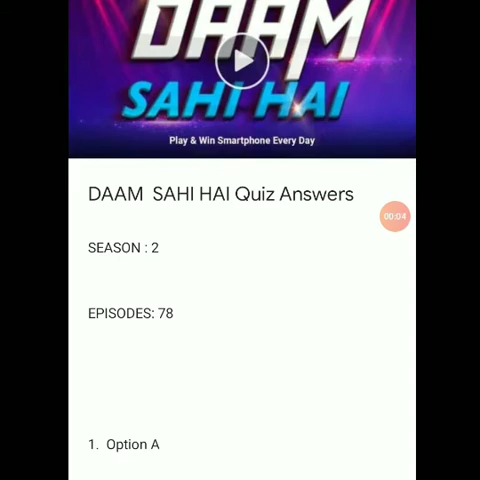 DAAM
SAHI HAI
Play & Win Smartphone Every Day
DAAM SAHI HAI Quiz Answers
00:04
SEASON : 2
EPISODES: 78
1. Option A